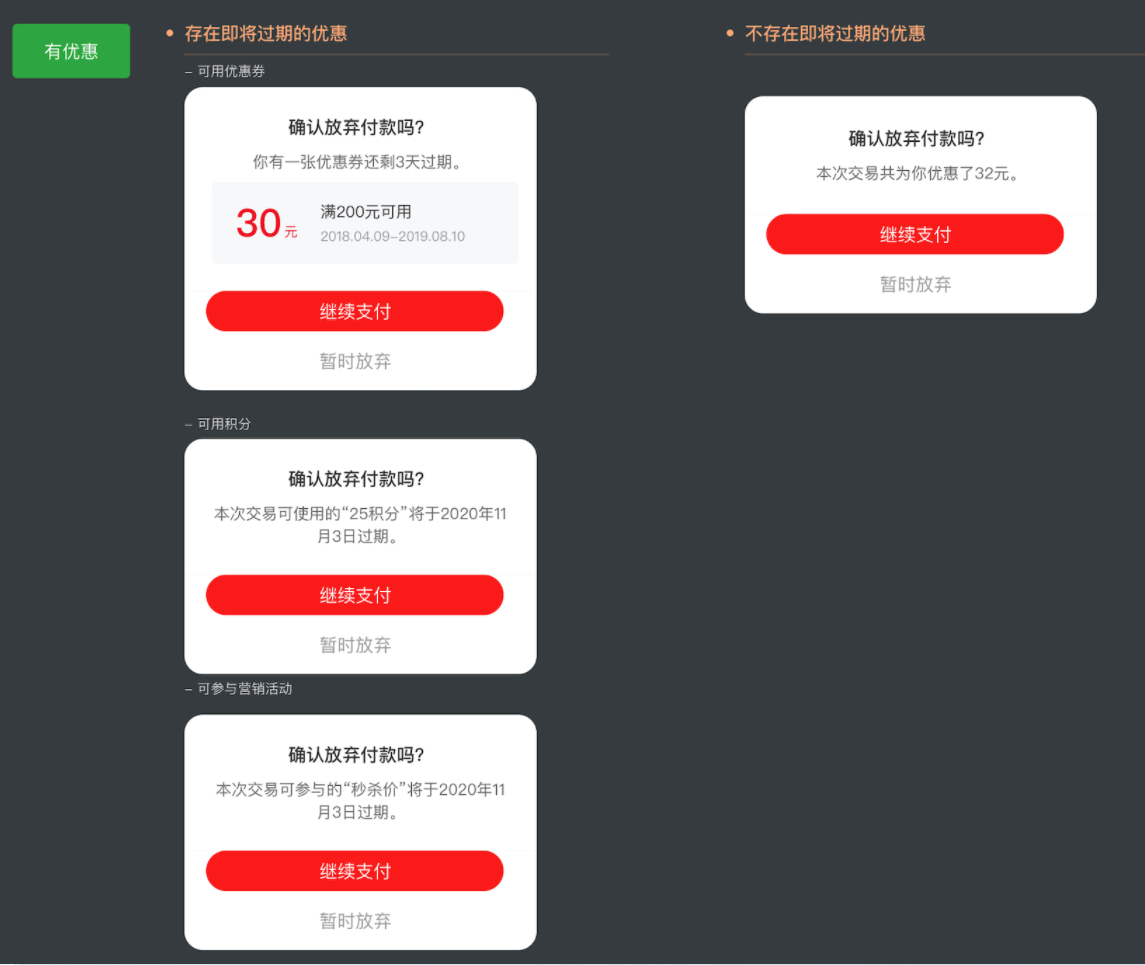 有优惠
• 存在即将过期的优惠
– 可用优惠券
确认放弃付款吗?
你有一张优惠券还剩3天过期。
30元
满200元可用
2018.04.09–2019.08.10
继续支付
暂时放弃
– 可用积分
确认放弃付款吗?
本次交易可使用的“25积分”将于2020年11
月3日过期。
继续支付
暂时放弃
– 可参与营销活动
确认放弃付款吗?
本次交易可参与的“秒杀价”将于2020年11
月3日过期。
继续支付
暂时放弃
• 不存在即将过期的优惠
确认放弃付款吗?
本次交易共为你优惠了32元。
继续支付
暂时放弃